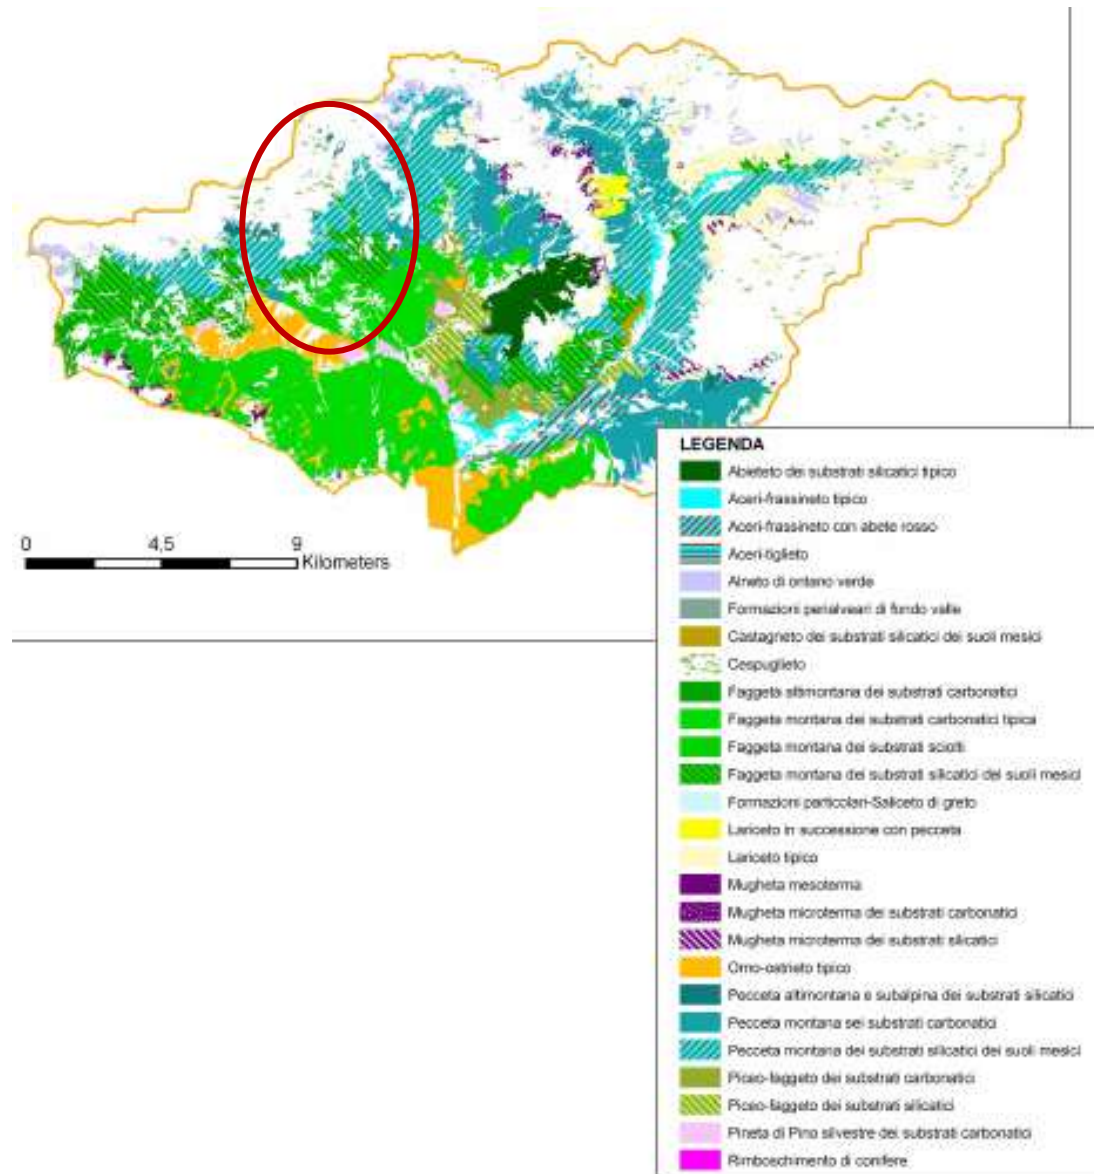 0 4,5 9
Kilometers
LEGENDA
Abieteto dei substrati silicatici tipico
Aceri-frassineto tipico
Aceri-frassineto con abete rosso
Aceri-tiglieto
Alneto di ontano verde
Formazioni perialveari di fondo valle
Castagneto dei substrati silicatici dei suoli mesici
Cespuglieto
Faggeta altimontana dei substrati carbonatici
Faggeta montana dei substrati carbonatici tipica
Faggeta montana dei substrati sciolti
Faggeta montana dei substrati silicatici dei suoli mesici
Formazioni particolari-Saliceto di greto
Lariceto in successione con pecceta
Lariceto tipico
Mugheta mesoterma
Mugheta microterma dei substrati carbonatici
Mugheta microterma dei substrati silicatici
Orno-ostrieto tipico
Pecceta altimontana e subalpina dei substrati silicatici
Pecceta montana sei substrati carbonatici
Pecceta montana dei substrati silicatici dei suoli mesici
Piceo-faggeto dei substrati carbonatici
Piceo-faggeto dei substrati silicatici
Pineta di Pino silvestre dei substrati carbonatici
Rimboschimento di conifere